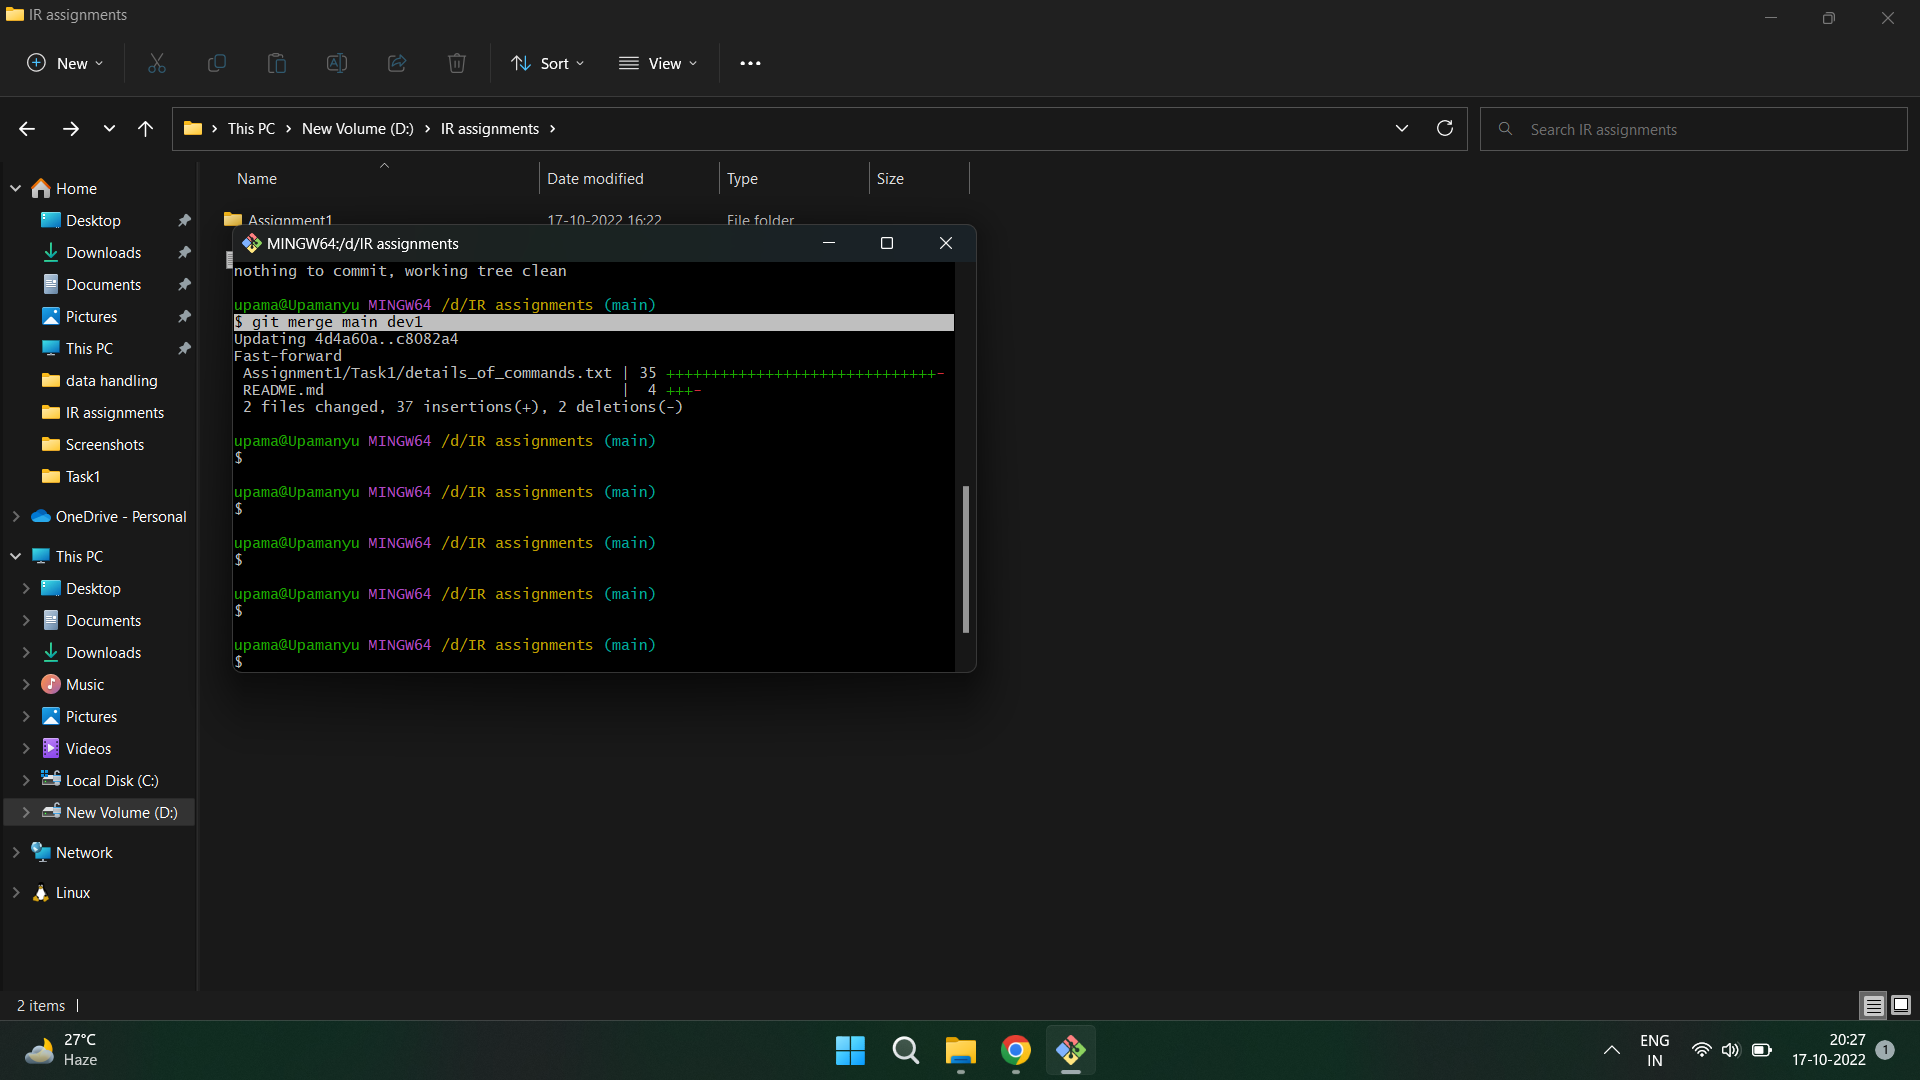 IR assignments
New
Sort
View
This PC
New Volume (D:)
IR assignments
Search IR assignments
Name
Date modified
Type
Size
Assignment1
17-10-2022 16:22
File folder
Home
Desktop
Downloads
Documents
Pictures
This PC
data handling
IR assignments
Screenshots
Task1
OneDrive - Personal
This PC
Desktop
Documents
Downloads
Music
Pictures
Videos
Local Disk (C:)
New Volume (D:)
Network
Linux
MINGW64:/d/IR assignments
nothing to commit, working tree clean
upama@Upamanyu MINGW64 /d/IR assignments (main)
$ git merge main dev1
Updating 4d4a60a..c8082a4
Fast-forward
Assignment1/Task1/details_of_commands.txt | 35 ++++++++++++++++++++++++++++++-
README.md | 4 +++-
2 files changed, 37 insertions(+), 2 deletions(-)
upama@Upamanyu MINGW64 /d/IR assignments (main)
$
upama@Upamanyu MINGW64 /d/IR assignments (main)
$
upama@Upamanyu MINGW64 /d/IR assignments (main)
$
upama@Upamanyu MINGW64 /d/IR assignments (main)
$
upama@Upamanyu MINGW64 /d/IR assignments (main)
$
2 items
27°C
Haze
ENG
IN
20:27
17-10-2022
1